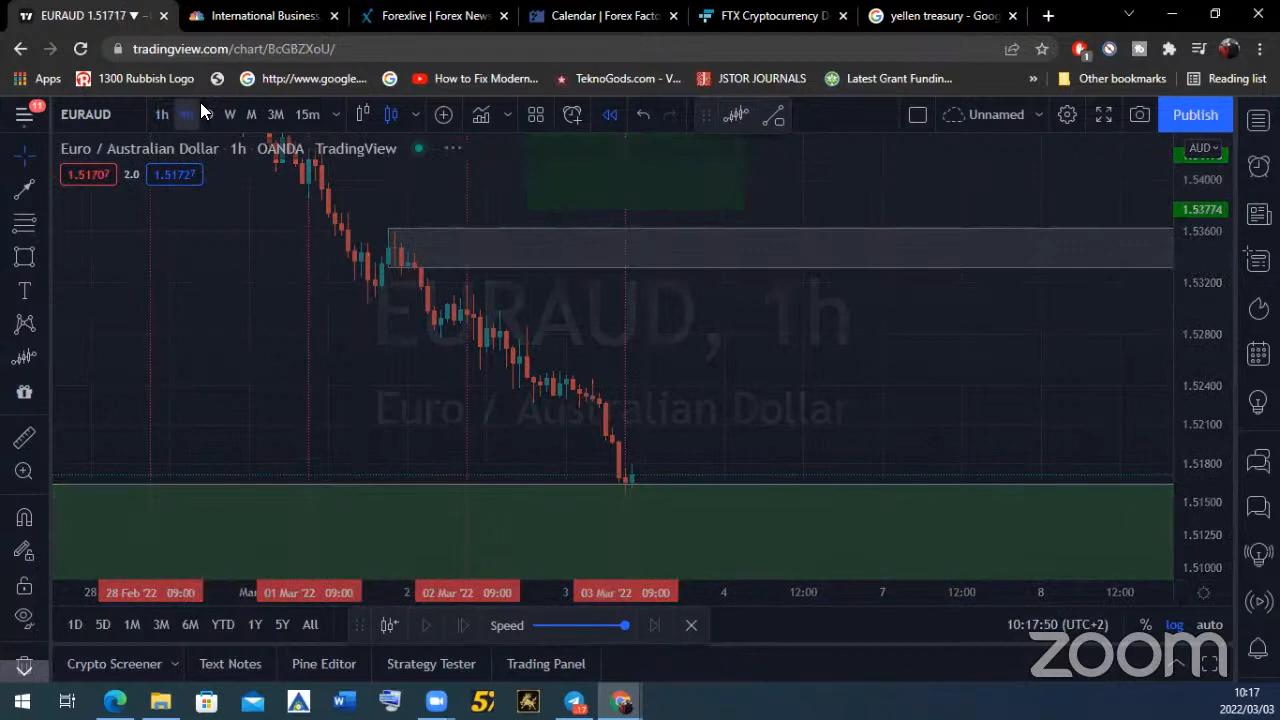 EURAUD 1.51717 ▼
International Business
Forexlive | Forex News
Calendar | Forex Facto
FTX Cryptocurrency D
yellen treasury - Goog
tradingview.com/chart/BcGBZXoU/
1
Apps
1300 Rubbish Logo
http://www.google....
How to Fix Modern...
TeknoGods.com - V...
JSTOR JOURNALS
Latest Grant Fundin...
»
Other bookmarks
Reading list
11
EURAUD
1h
W
M
3M
15m
Unnamed
Publish
Euro / Australian Dollar · 1h · OANDA · TradingView
AUD
1.51707
2.0
1.51727
1.54000
1.53774
1.53600
1.53200
1.52800
1.52400
1.52100
1.51800
1.51500
1.51250
1.51000
EURAUD, 1h
Euro / Australian Dollar
28
28 Feb '22 09:00
Mar
01 Mar '22 09:00
2
02 Mar '22 09:00
3
03 Mar '22 09:00
4
12:00
7
12:00
8
12:00
1D
5D
1M
3M
6M
YTD
1Y
5Y
All
Speed
10:17:50 (UTC+2)
%
log
auto
zoom
Crypto Screener
Text Notes
Pine Editor
Strategy Tester
Trading Panel
17
10:17
2022/03/03